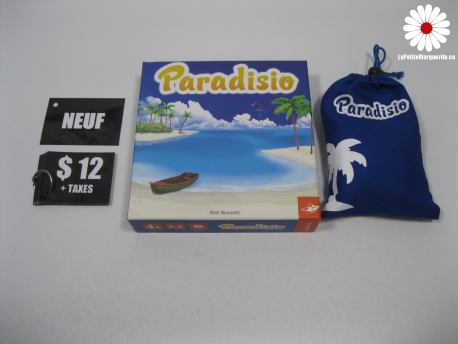 LaPetiteMarguerite.ca
NEUF
$ 12
+ TAXES
Paradisio
Paradisio
Paradisio